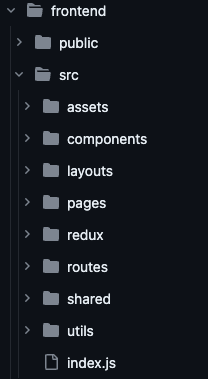 frontend
public
src
assets
components
layouts
pages
redux
routes
shared
utils
index.js